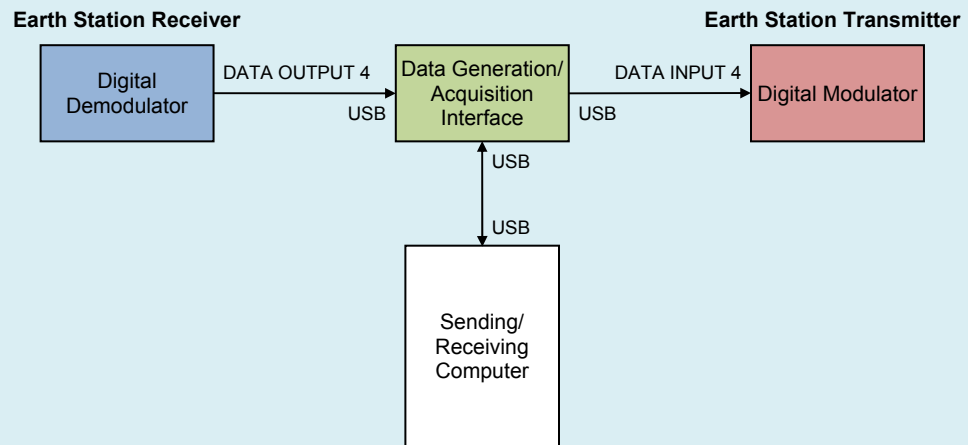 Earth Station Receiver
Earth Station Transmitter
Digital
Demodulator
DATA OUTPUT 4
USB
Data Generation/
Acquisition
Interface
DATA INPUT 4
USB
Digital Modulator
USB
USB
Sending/
Receiving
Computer